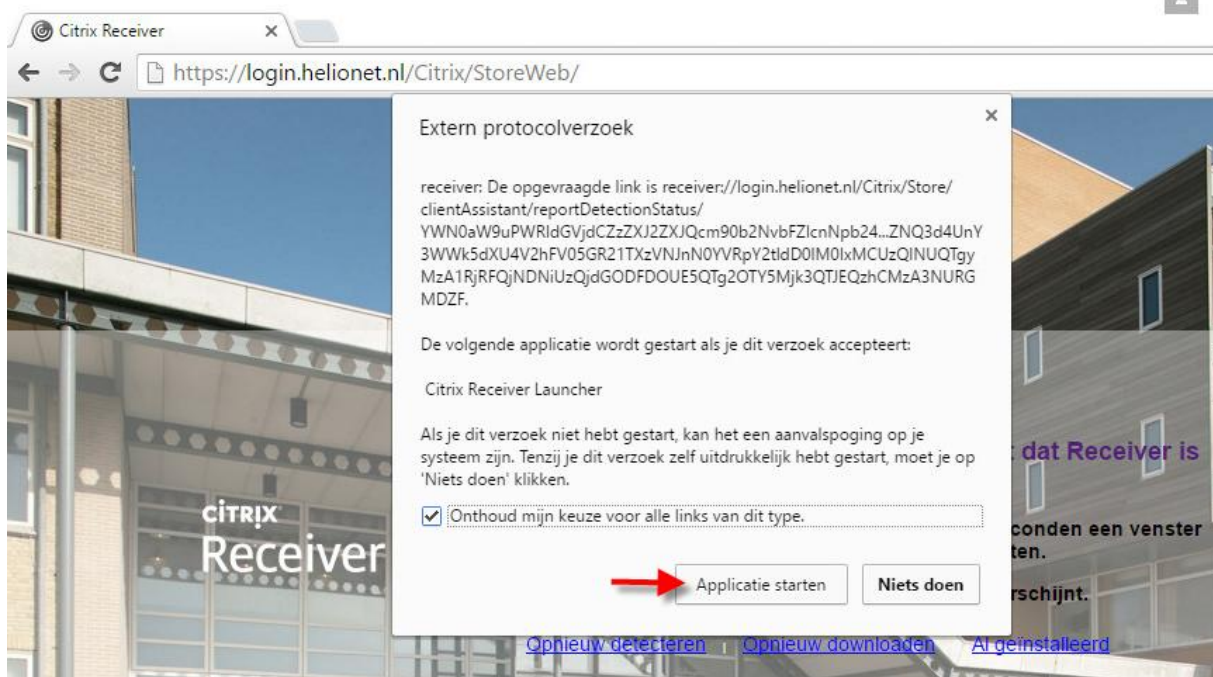 Citrix Receiver
https://login.helionet.nl/Citrix/StoreWeb/
Extern protocolverzoek
receiver: De opgevraagde link is receiver://login.helionet.nl/Citrix/Store/
clientAssistant/reportDetectionStatus/
YWN0aW9uPWRldGVjdCZzZXJ2ZXJQcm90b2NvbFZlcnNpb24...ZNQ3d4UnY
3WWk5dXU4V2hFV05GR21TXzVNJnN0YVRpY2tldD0lM0IxMCUzQlNUQTgy
MzA1RjRFQjNDNiUzQjdGODFDOUE5QTg2OTY5Mjk3QTJEQzhCMzA3NURG
MDZF.
De volgende applicatie wordt gestart als je dit verzoek accepteert:
Citrix Receiver Launcher
Als je dit verzoek niet hebt gestart, kan het een aanvalspoging op je
systeem zijn. Tenzij je dit verzoek zelf uitdrukkelijk hebt gestart, moet je op
'Niets doen' klikken.
Onthoud mijn keuze voor alle links van dit type.
Applicatie starten
Niets doen
CİTRIX
Receiver
dat Receiver is
conden een venster
ten.
rschijnt.
Opnieuw detecteren | Opnieuw downloaden Al geïnstalleerd